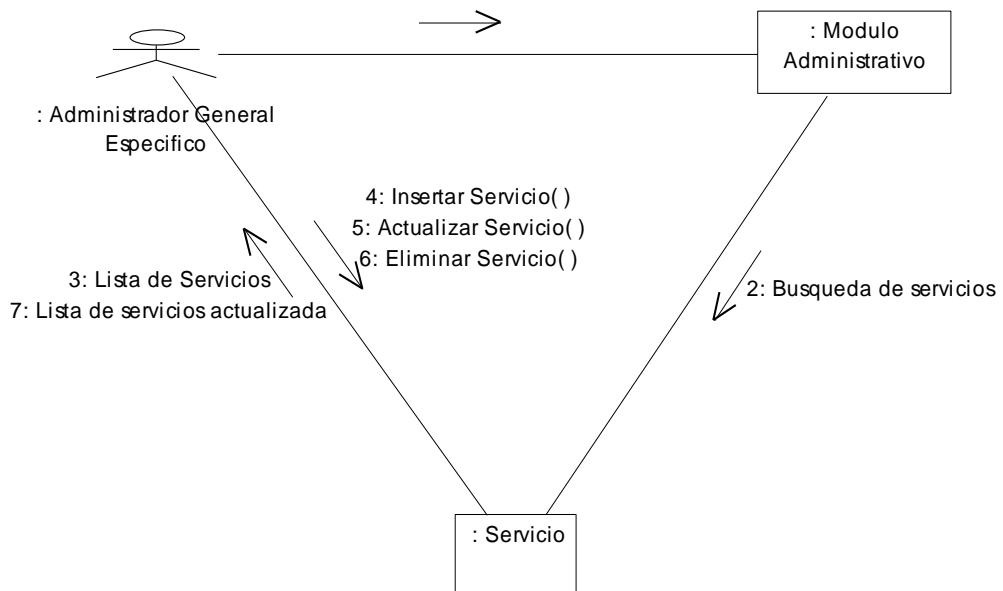 : Modulo
Administrativo
: Administrador General
Especifico
4: Insertar Servicio( )
5: Actualizar Servicio( )
6: Eliminar Servicio( )
3: Lista de Servicios
7: Lista de servicios actualizada
2: Busqueda de servicios
: Servicio